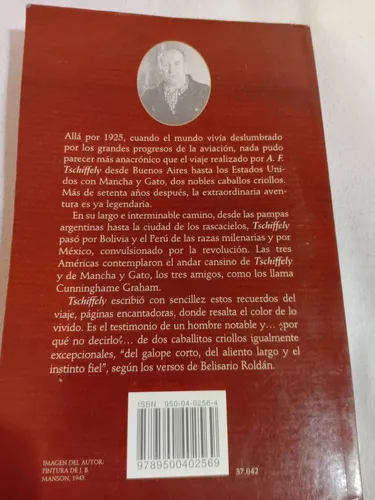 Allá por 1925, cuando el mundo vivía deslumbrado
por los grandes progresos de la aviación, nada pudo
parecer más anacrónico que el viaje realizado por A. F.
Tschiffely desde Buenos Aires hasta los Estados Uni-
dos con Mancha y Gato, dos nobles caballos criollos.
Más de setenta años después, la extraordinaria aven-
tura es ya legendaria.
En su largo e interminable camino, desde las pampas
argentinas hasta la ciudad de los rascacielos, Tschiffely
pasó por Bolivia y el Perú de las razas milenarias y por
México, convulsionado por la revolución. Las tres
Américas contemplaron el andar cansino de Tschiffely
y de Mancha y Gato, los tres amigos, como los llama
Cunninghame Graham.
Tschiffely escribió con sencillez estos recuerdos del
viaje, páginas encantadoras, donde resalta el color de lo
vivido. Es el testimonio de un hombre notable y... ¿por
qué no decirlo?... de dos caballitos criollos igualmente
excepcionales, "del galope corto, del aliento largo y el
instinto fiel", según los versos de Belisario Roldán.
ISBN 950-04-0256-4
9789500402569
37.042
IMAGEN DEL AUTOR:
PINTURA DE J. B.
MANSON, 1945.